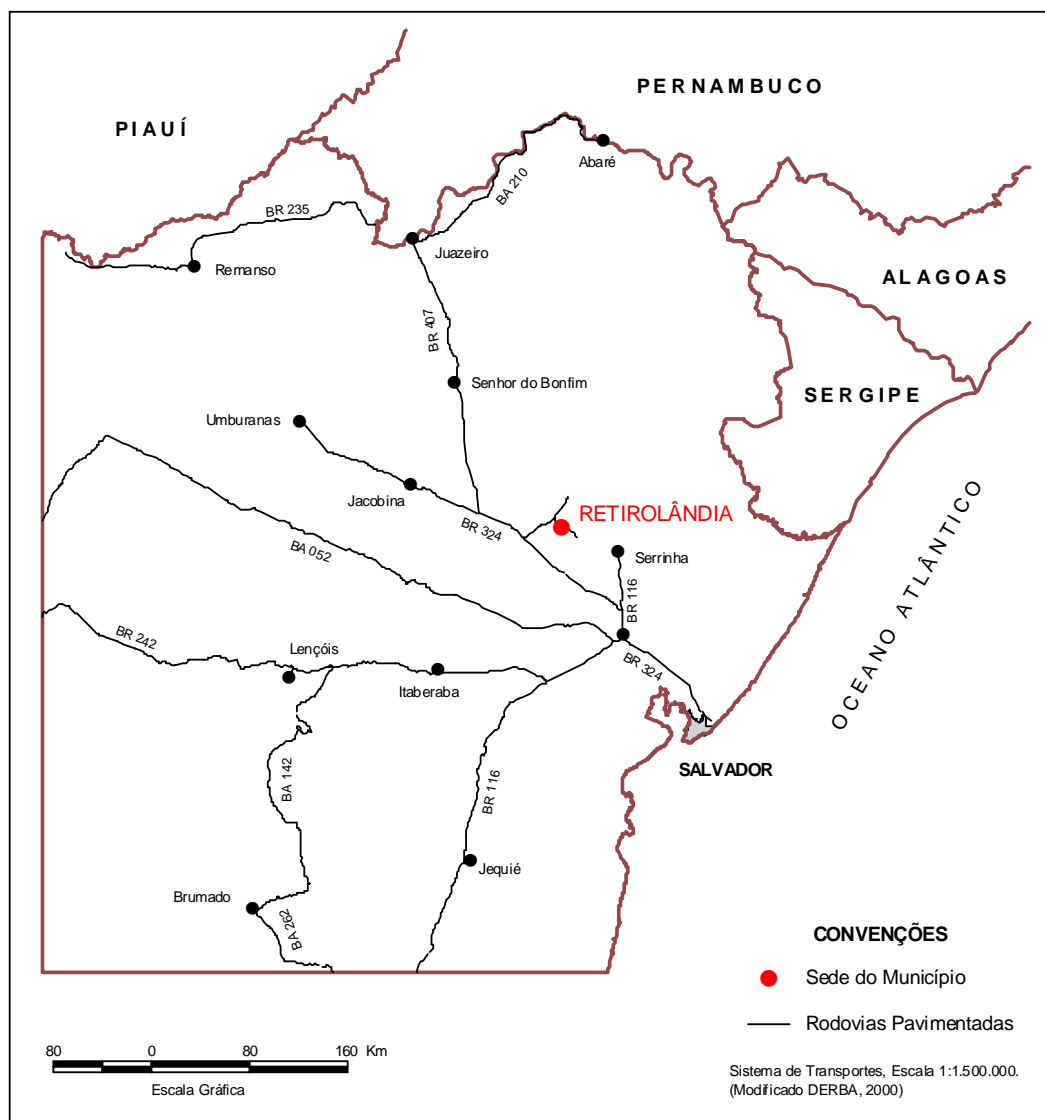 PERNAMBUCO
PIAUÍ
Abaré
BA 210
BR 235
Juazeiro
Remanso
ALAGOAS
BR 407
Senhor do Bonfim
SERGIPE
Umburanas
Jacobina
RETIROLÂNDIA
BR 324
OCEANO ATLÂNTICO
BA 052
Serrinha
BR 116
BR 242
Lençóis
Itaberaba
BR 324
SALVADOR
BA 142
BR 116
Jequié
Brumado
BA 262
CONVENÇÕES
Sede do Município
Rodovias Pavimentadas
80 0 80 160 Km
Escala Gráfica
Sistema de Transportes, Escala 1:1.500.000.
(Modificado DERBA, 2000)